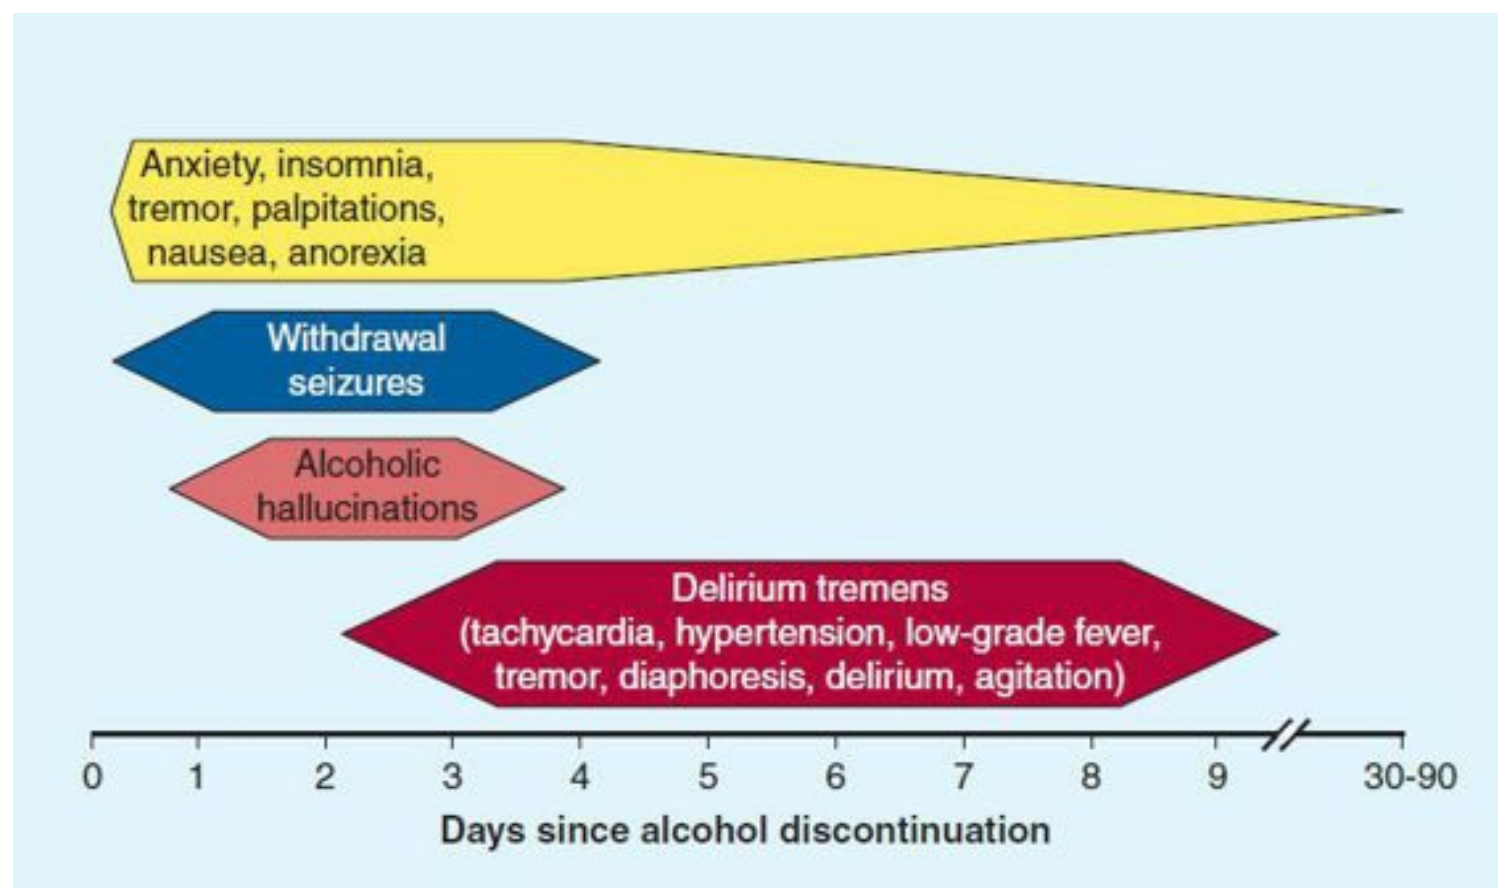 Anxiety, insomnia,
tremor, palpitations,
nausea, anorexia
Withdrawal
seizures
Alcoholic
hallucinations
Delirium tremens
(tachycardia, hypertension, low-grade fever,
tremor, diaphoresis, delirium, agitation)
0 1 2 3 4 5 6 7 8 9 30-90
Days since alcohol discontinuation